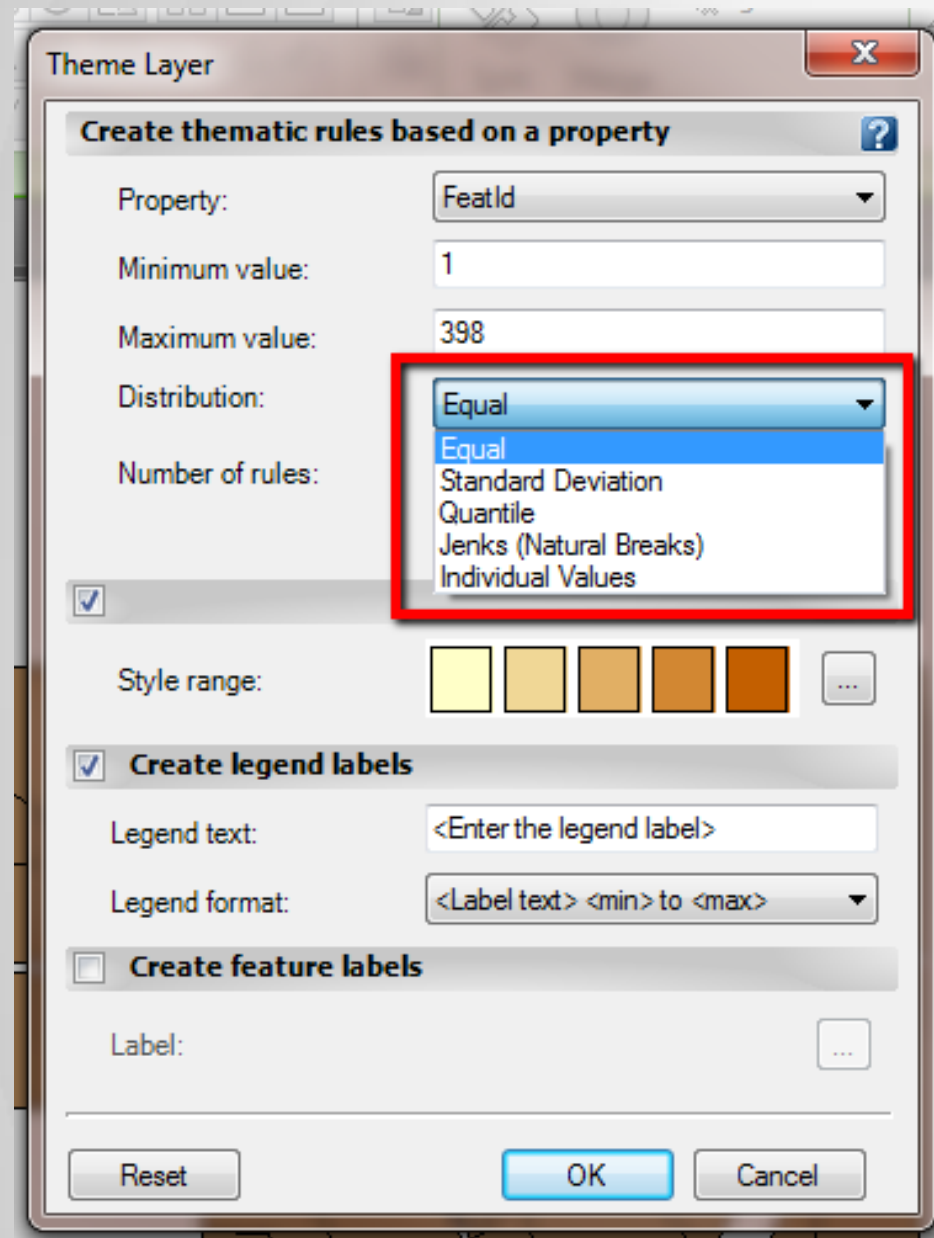 Theme Layer
Create thematic rules based on a property
?
Property:
FeatId
Minimum value:
1
Maximum value:
398
Distribution:
Equal
Equal
Standard Deviation
Quantile
Jenks (Natural Breaks)
Individual Values
Number of rules:
Style range:
...
Create legend labels
Legend text:
<Enter the legend label>
Legend format:
<Label text> <min> to <max>
Create feature labels
Label:
...
Reset
OK
Cancel